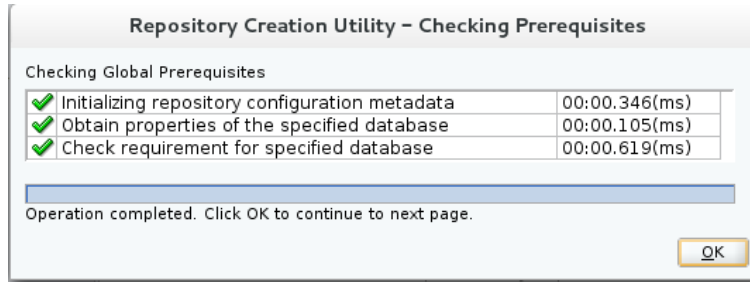 Repository Creation Utility – Checking Prerequisites
Checking Global Prerequisites
Initializing repository configuration metadata 00:00.346(ms)
Obtain properties of the specified database 00:00.105(ms)
Check requirement for specified database 00:00.619(ms)
Operation completed. Click OK to continue to next page.
OK